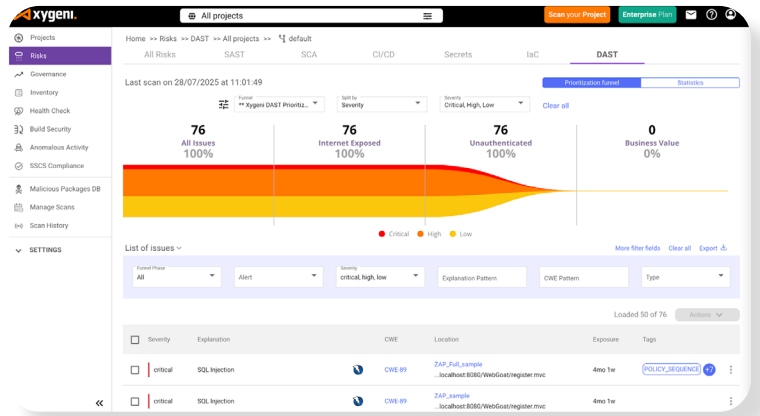 xygeni.
All projects
Scan your Project
Enterprise Plan
Projects
Risks
Governance
Inventory
Health Check
Build Security
Anomalous Activity
SSCS Compliance
Malicious Packages DB
Manage Scans
Scan History
SETTINGS
Home >> Risks >> DAST >> All projects >> default
All Risks SAST SCA CI/CD Secrets IaC DAST
Last scan on 28/07/2025 at 11:01:49
Prioritization funnel Statistics
Funnel Split by Severity
** Xygeni DAST Prioritiz... Severity Critical, High, Low Clear all
76 76 76 0
All Issues Internet Exposed Unauthenticated Business Value
100% 100% 100% 0%
Critical High Low
List of issues More filter fields Clear all Export
Funnel Phase Severity
All Alert critical, high, low Explanation Pattern CWE Pattern Type
Loaded 50 of 76 Actions
Severity Explanation CWE Location Exposure Tags
critical SQL Injection CWE-89 ZAP_Full_sample 4mo 1w POLICY_SEQUENCE +7
...localhost:8080/WebGoat/register.mvc
critical SQL Injection CWE-89 ZAP_sample 4mo 1w
...localhost:8080/WebGoat/register.mvc